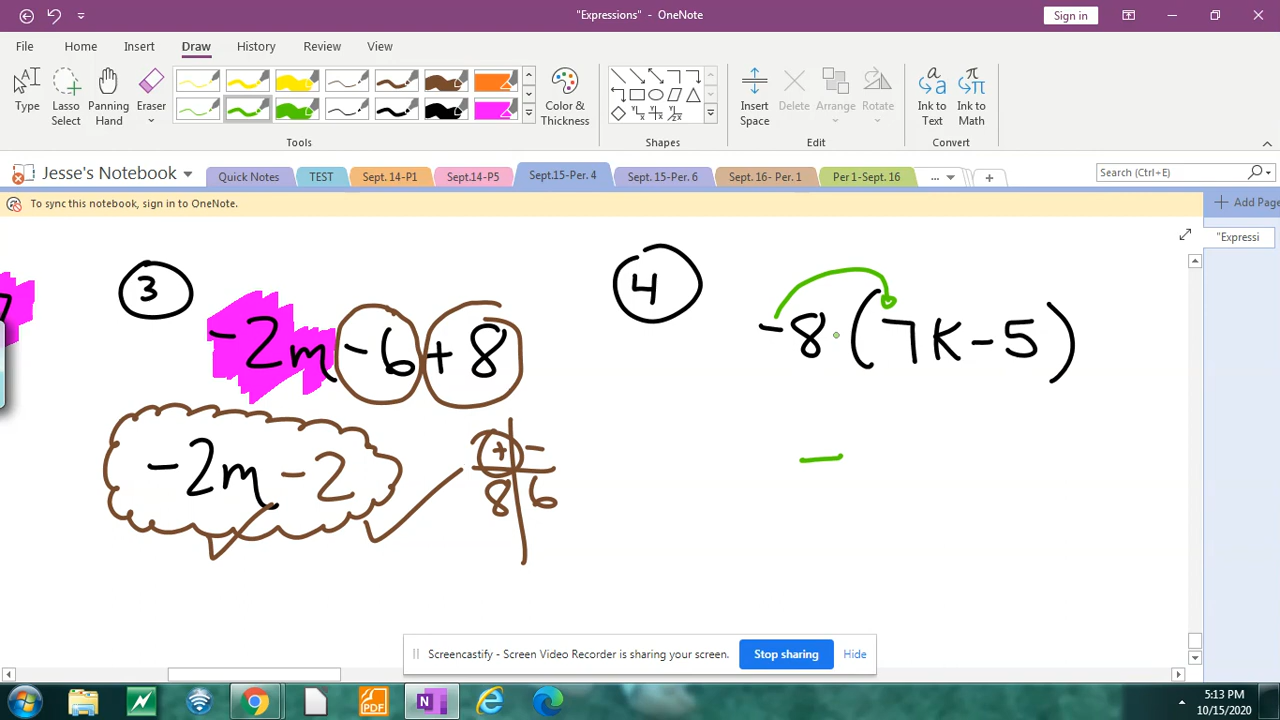 "Expressions" - OneNote
Sign in
File Home Insert Draw History Review View
Type
Lasso Select
Panning Hand
Eraser
Color & Thickness
Insert Space
Delete
Arrange
Rotate
Ink to Text
Ink to Math
Tools
Shapes
Edit
Convert
Jesse's Notebook
Quick Notes
TEST
Sept. 14-P1
Sept.14-P5
Sept.15-Per. 4
Sept. 15-Per. 6
Sept. 16- Per. 1
Per 1-Sept. 16
...
Search (Ctrl+E)
To sync this notebook, sign in to OneNote.
Add Page
"Expressi
7
3
-2m-6+8
-2m-2
+ -
8 6
4
-8·(7K-5)
-
Screencastify - Screen Video Recorder is sharing your screen.
Stop sharing
Hide
PDF
N
5:13 PM
10/15/2020